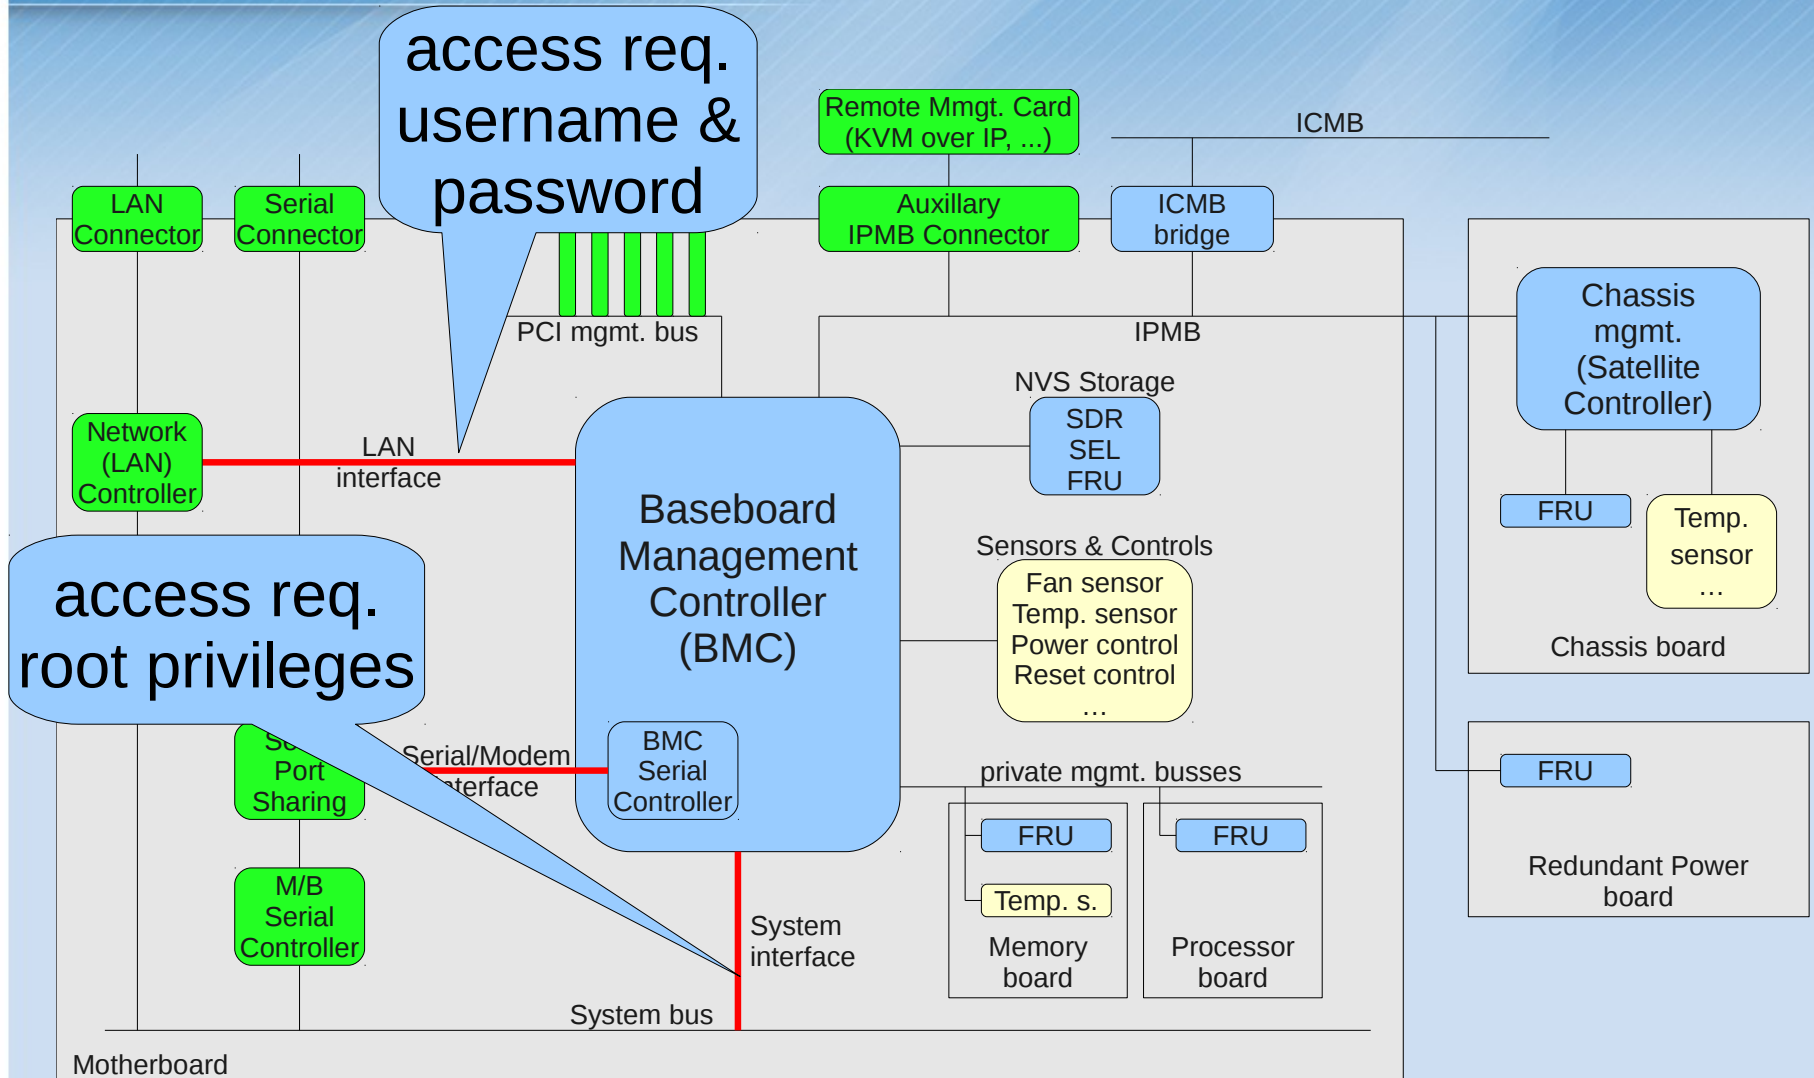 access req.
username &
password
Remote Mmgt. Card
(KVM over IP, ...)
ICMB
LAN
Connector
Serial
Connector
Auxillary
IPMB Connector
ICMB
bridge
PCI mgmt. bus
IPMB
Chassis
mgmt.
(Satellite
Controller)
NVS Storage
SDR
SEL
FRU
Network
(LAN)
Controller
LAN
interface
Baseboard
Management
Controller
(BMC)
FRU
Temp.
sensor
...
Chassis board
Sensors & Controls
Fan sensor
Temp. sensor
Power control
Reset control
...
access req.
root privileges
Port
Sharing
Serial/Modem
interface
BMC
Serial
Controller
private mgmt. busses
FRU
FRU
FRU
Redundant Power
board
Temp. s.
Memory
board
Processor
board
M/B
Serial
Controller
System
interface
System bus
Motherboard